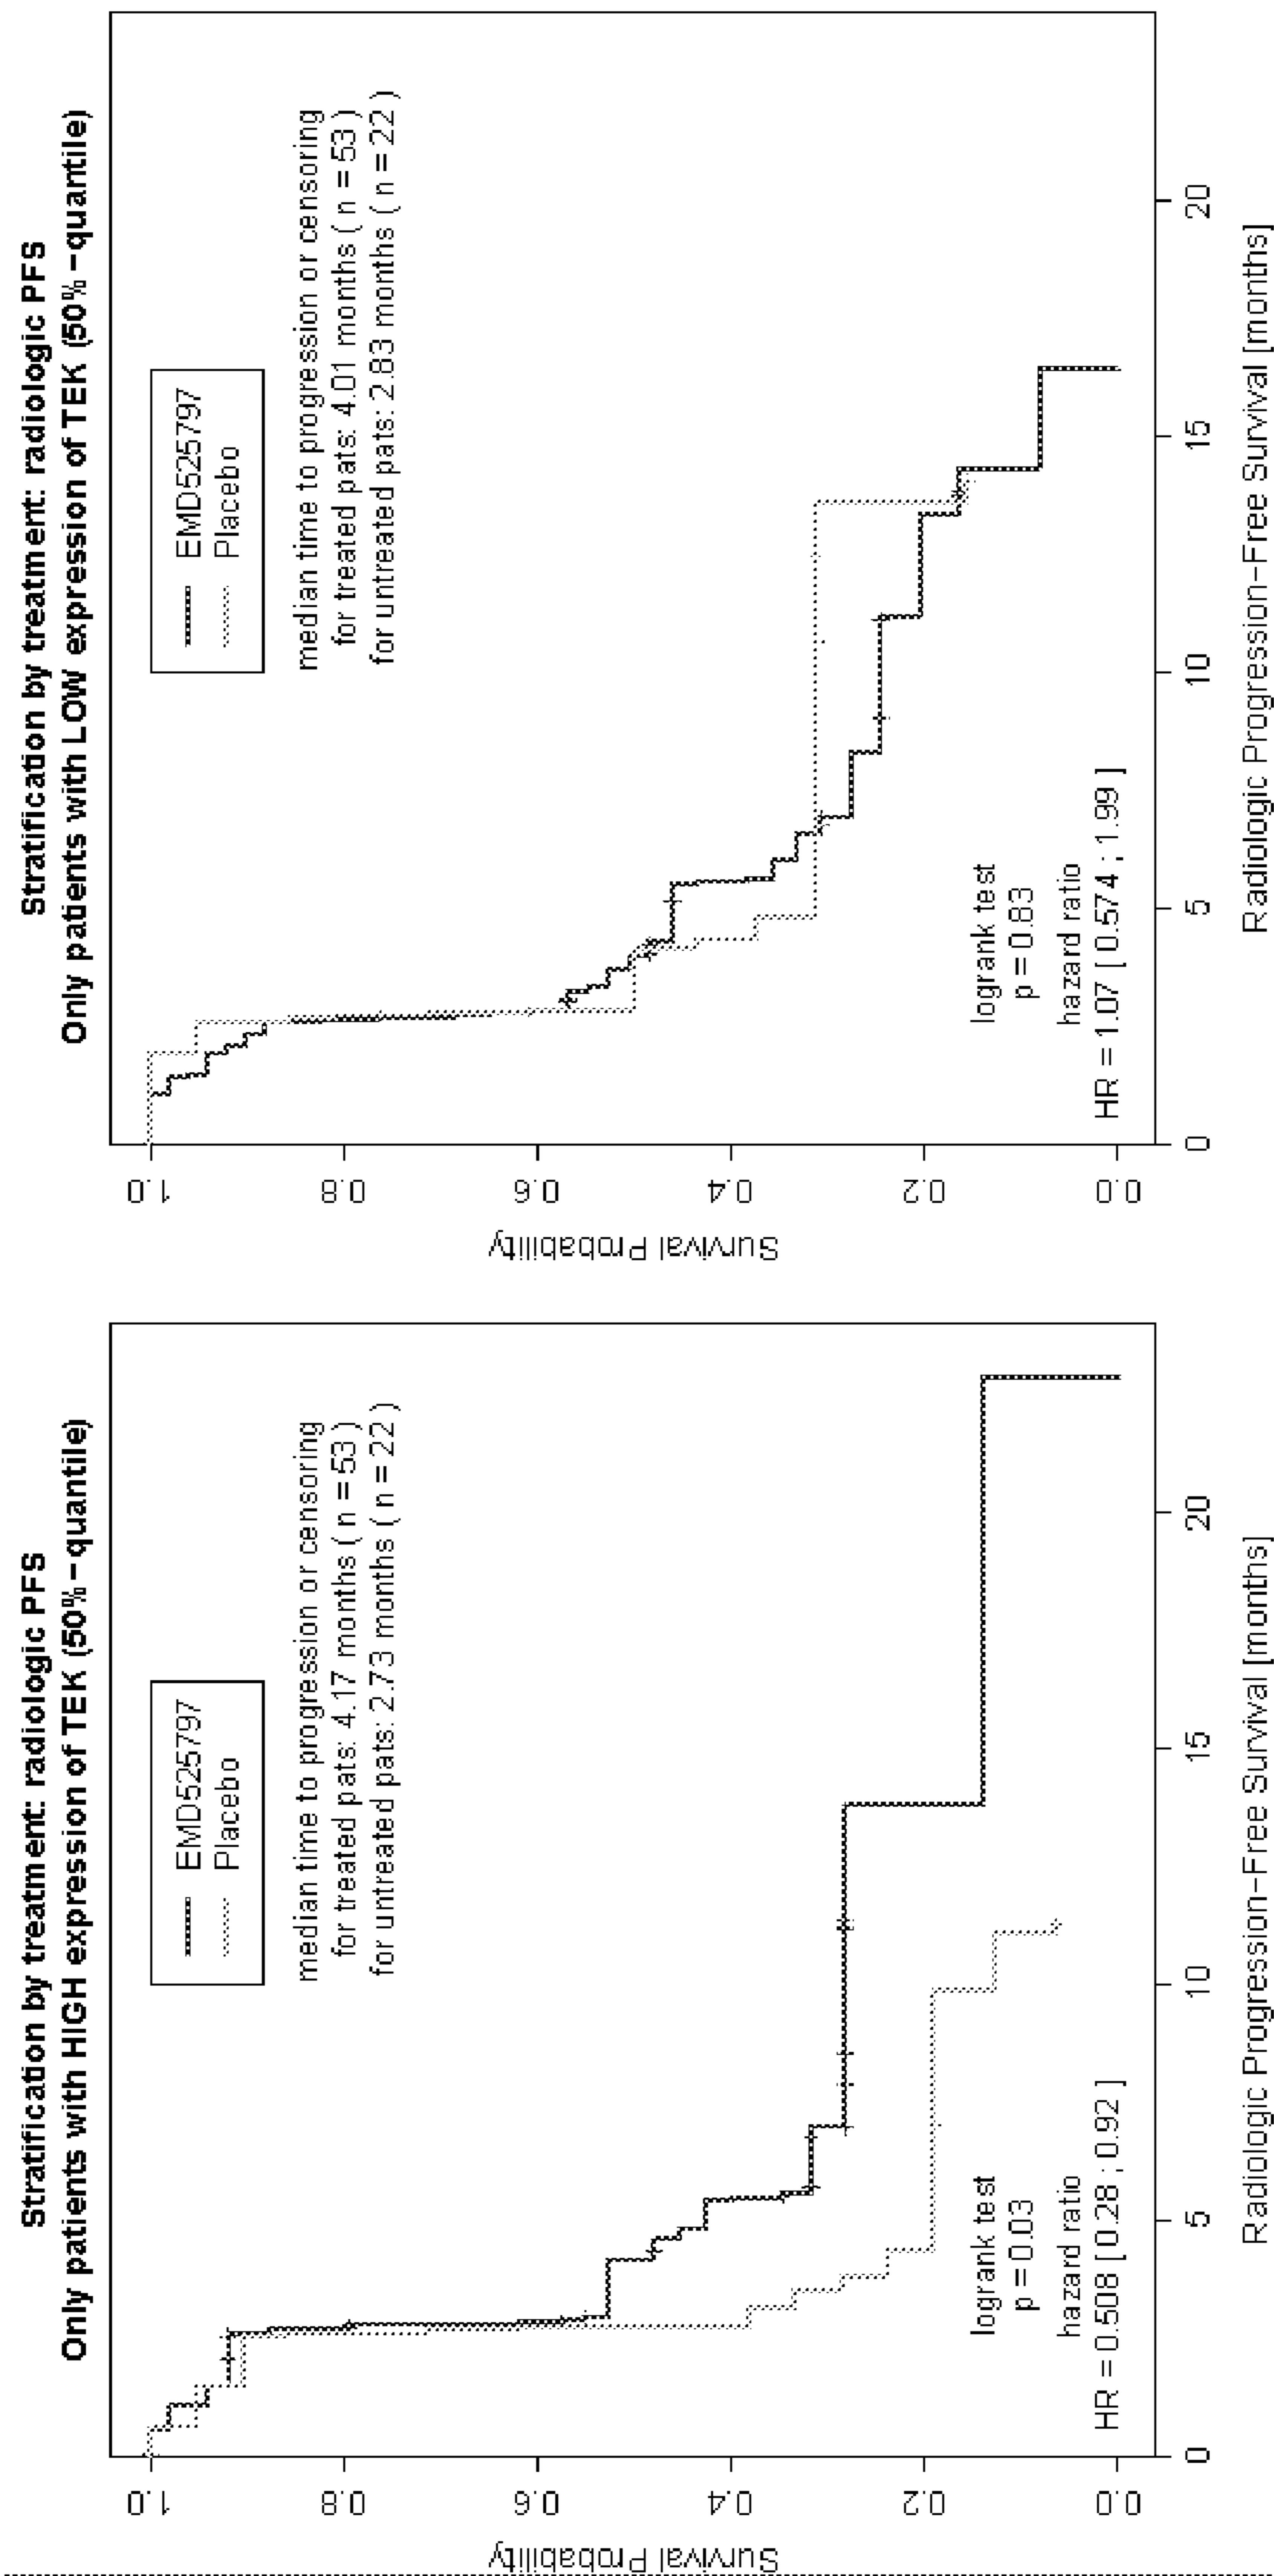 Stratification by treatment: radiologic PFS
Only patients with HIGH expression of TEK (50%-quantile)
EMD525797
Placebo
median time to progression or censoring
for treated pats: 4.17 months ( n = 53 )
for untreated pats: 2.73 months ( n = 22 )
logrank test
p = 0.03
hazard ratio
HR = 0.508 [ 0.28 ; 0.92 ]
Survival Probability
1.0
0.8
0.6
0.4
0.2
0.0
0 5 10 15 20
Radiologic Progression-Free Survival [months]
Stratification by treatment: radiologic PFS
Only patients with LOW expression of TEK (50%-quantile)
EMD525797
Placebo
median time to progression or censoring
for treated pats: 4.01 months ( n = 53 )
for untreated pats: 2.83 months ( n = 22 )
logrank test
p = 0.83
hazard ratio
HR = 1.07 [ 0.574 ; 1.99 ]
Survival Probability
1.0
0.8
0.6
0.4
0.2
0.0
0 5 10 15 20
Radiologic Progression-Free Survival [months]